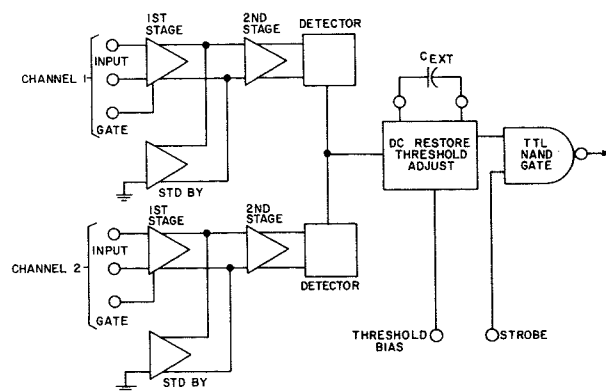 1ST
STAGE
2ND
STAGE
DETECTOR
INPUT
CHANNEL 1
GATE
STD BY
CEXT
DC RESTORE
THRESHOLD
ADJUST
TTL
NAND
GATE
1ST
STAGE
2ND
STAGE
INPUT
CHANNEL 2
DETECTOR
GATE
STD BY
THRESHOLD
BIAS
STROBE